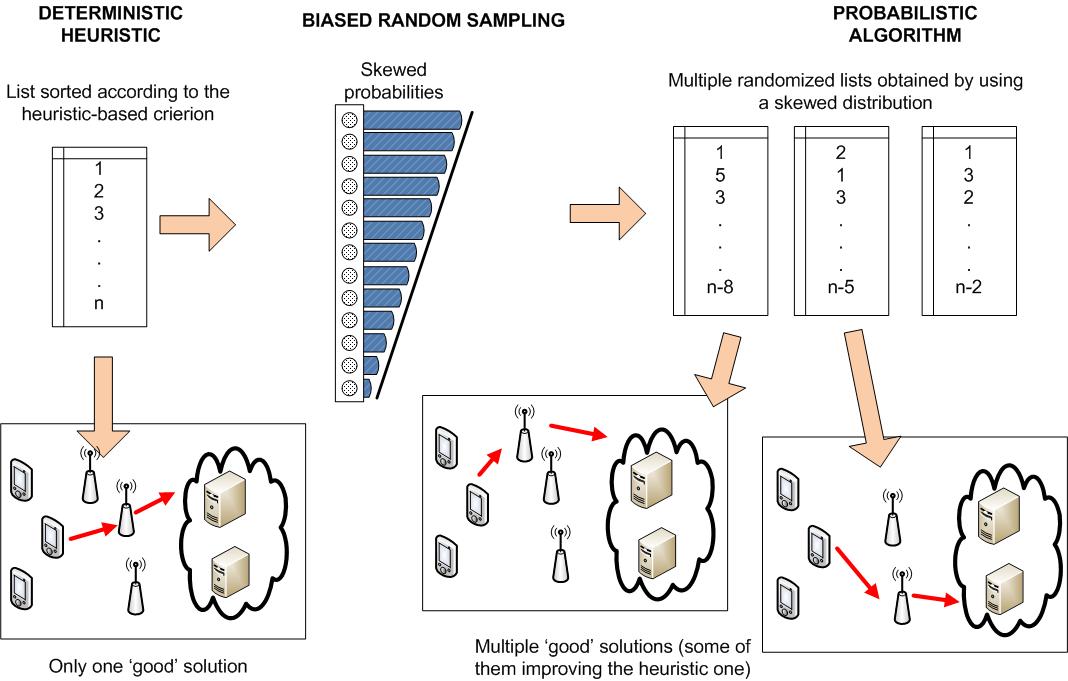 DETERMINISTIC
HEURISTIC
List sorted according to the
heuristic-based crierion
1
2
3
.
.
.
n
Only one ‘good’ solution
BIASED RANDOM SAMPLING
Skewed
probabilities
PROBABILISTIC
ALGORITHM
Multiple randomized lists obtained by using
a skewed distribution
1
5
3
.
.
.
n-8
2
1
3
.
.
.
n-5
1
3
2
.
.
.
n-2
Multiple ‘good’ solutions (some of
them improving the heuristic one)